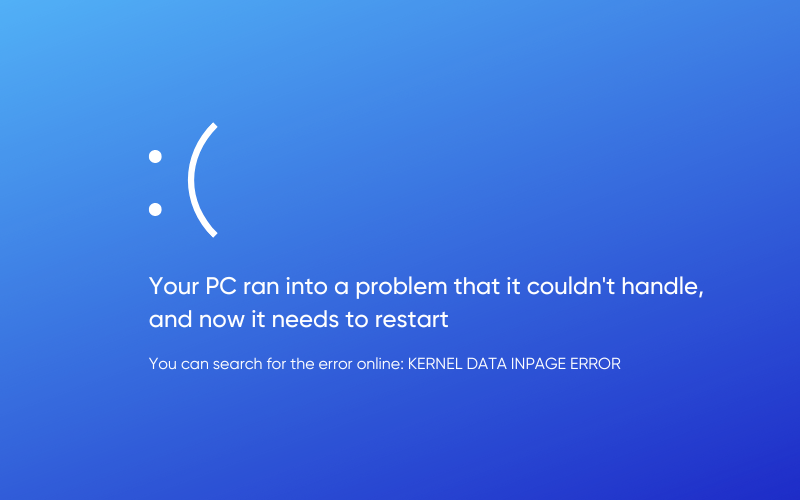 :(
Your PC ran into a problem that it couldn't handle,
and now it needs to restart
You can search for the error online: KERNEL DATA INPAGE ERROR